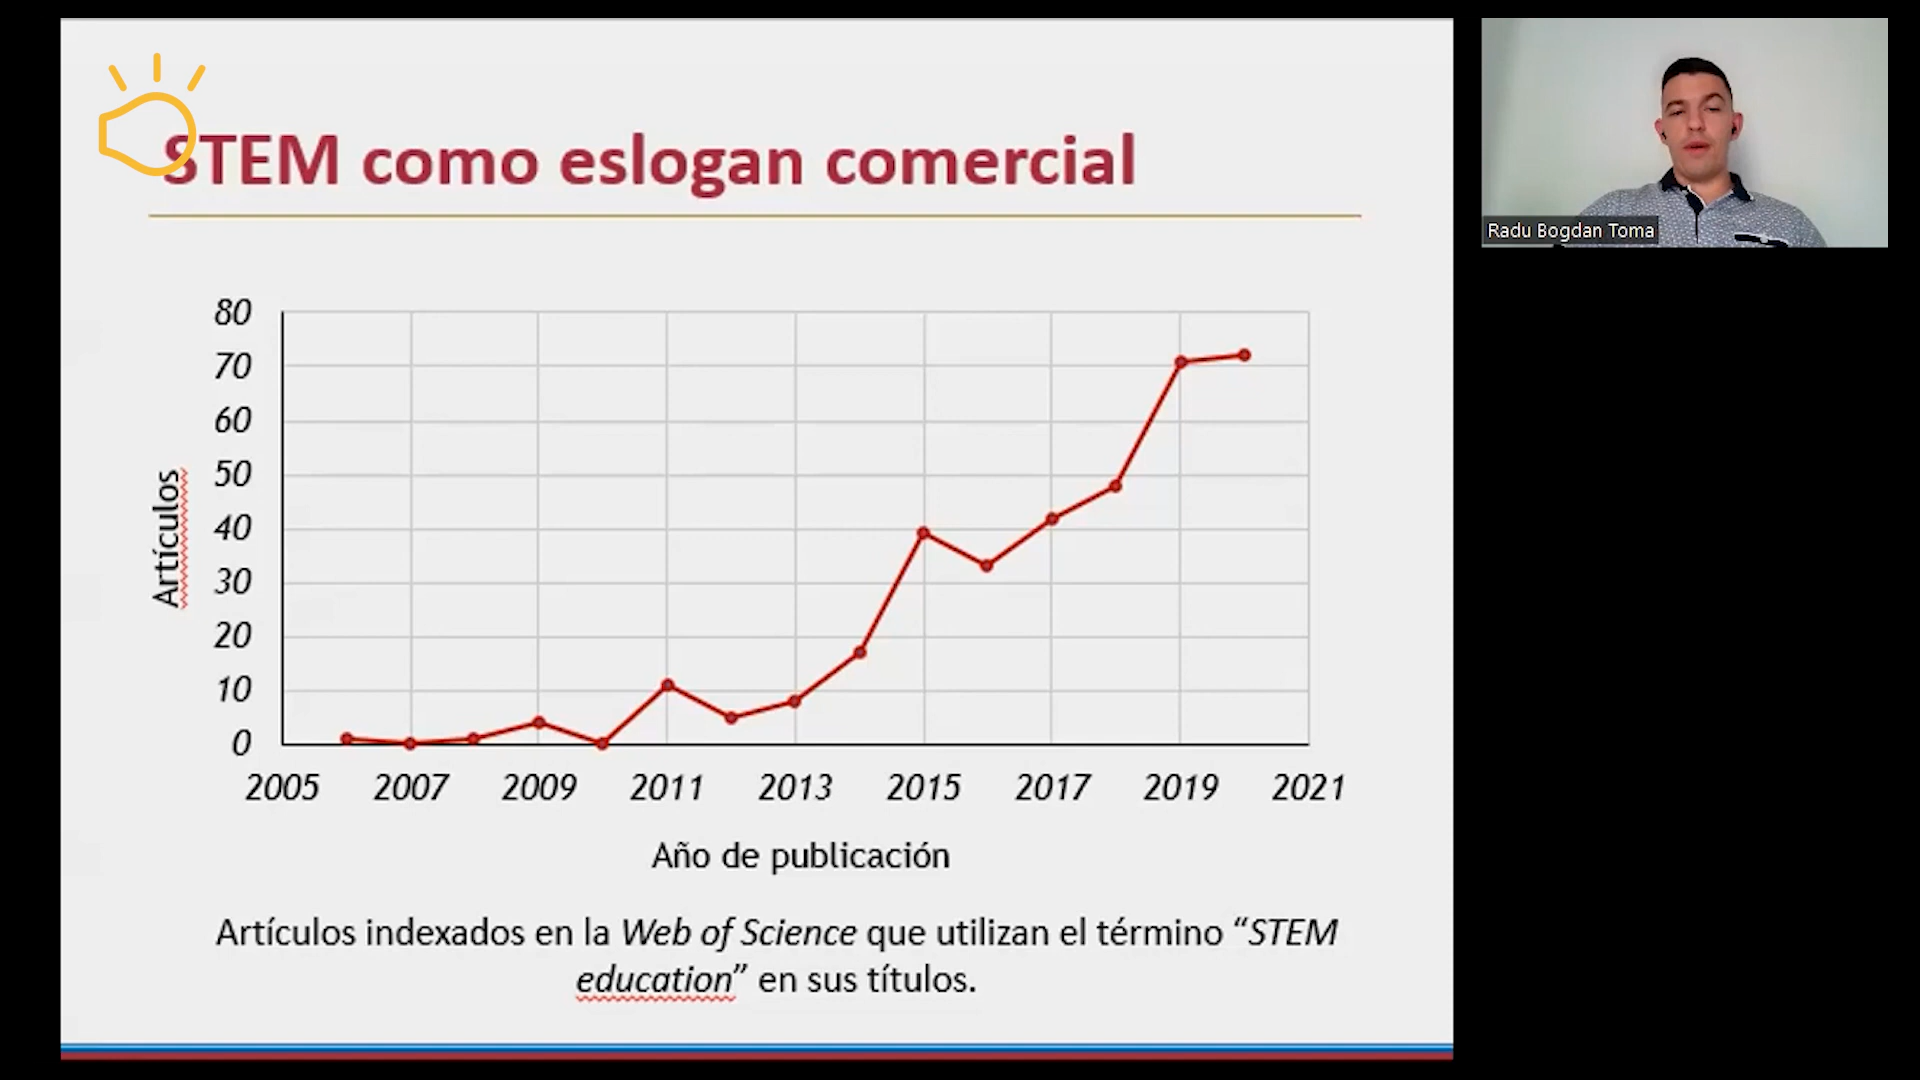 STEM como eslogan comercial
Radu Bogdan Toma
80
70
60
50
40
30
20
10
0
Artículos
2005 2007 2009 2011 2013 2015 2017 2019 2021
Año de publicación
Artículos indexados en la Web of Science que utilizan el término “STEM
education” en sus títulos.